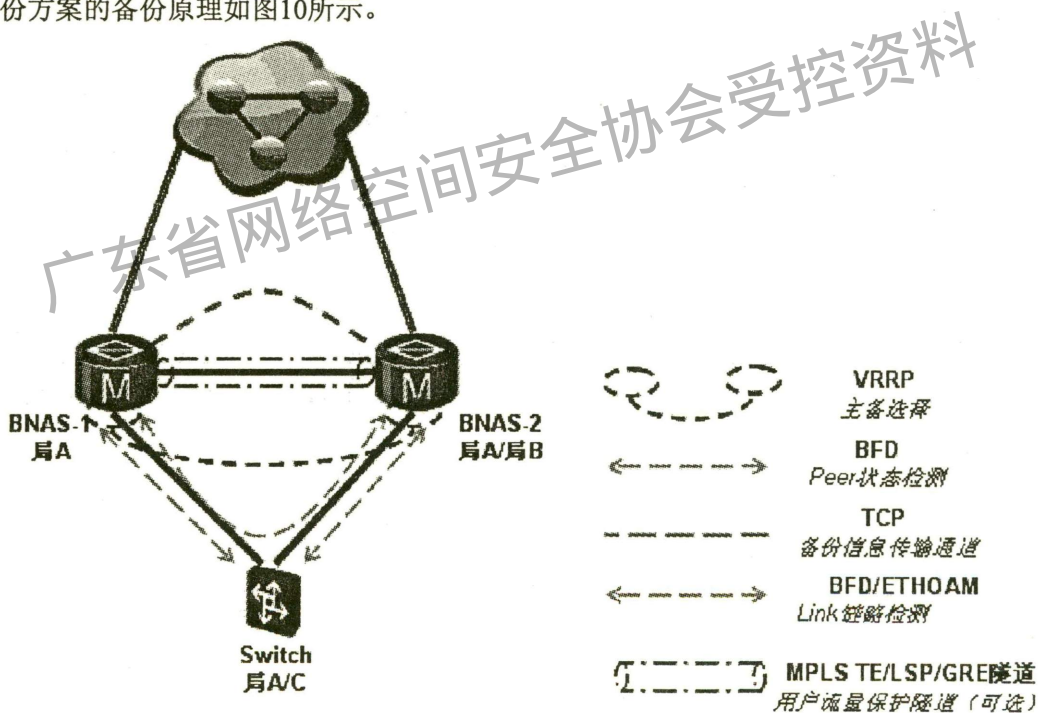 份方案的备份原理如图10所示。
广东省网络空间安全协会受控资料
M
M
BNAS-1
局A
BNAS-2
局A/局B
Switch
局A/C
VRRP
主备选择
BFD
Peer状态检测
TCP
备份信息传输通道
BFD/ETHOAM
Link链路检测
MPLS TE/LSP/GRE隧道
用户流量保护隧道（可选）